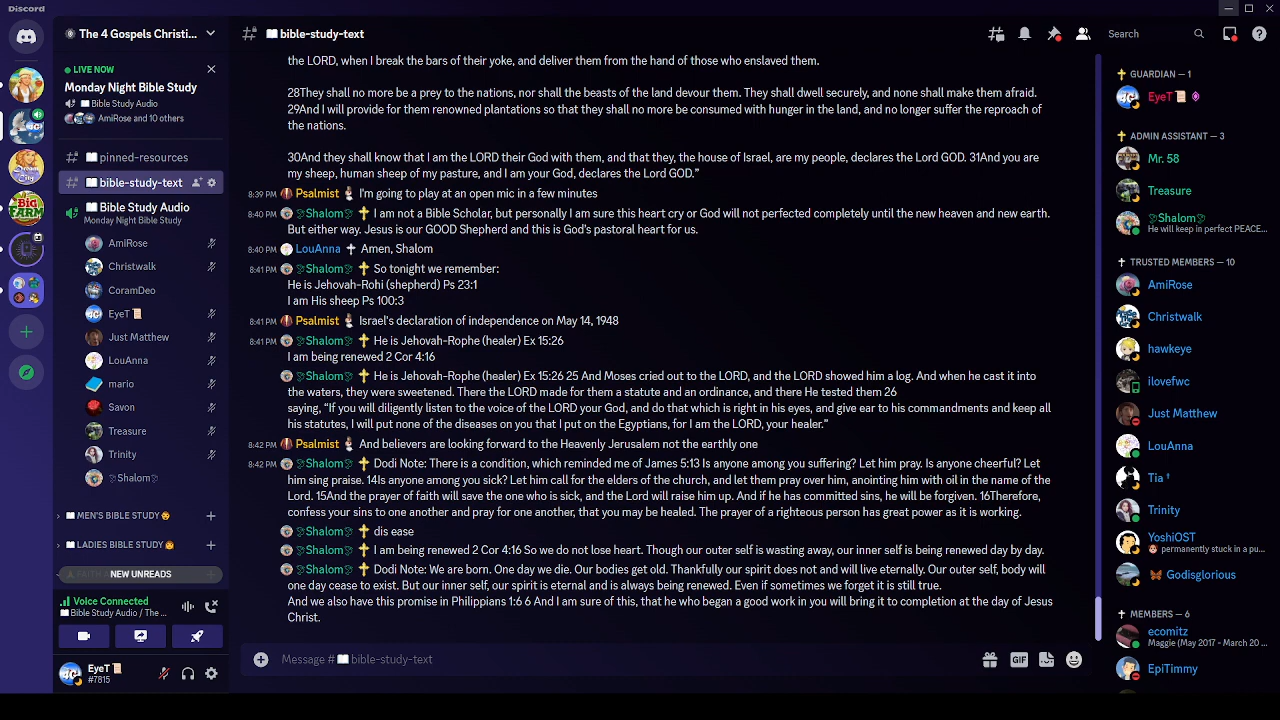 Discord
The 4 Gospels Christi...
bible-study-text
Search
LIVE NOW
Monday Night Bible Study
Bible Study Audio
AmiRose and 10 others
pinned-resources
bible-study-text
Bible Study Audio
Monday Night Bible Study
AmiRose
Christwalk
CoramDeo
EyeT
Just Matthew
LouAnna
mario
Savon
Treasure
Trinity
Shalom
MEN'S BIBLE STUDY
LADIES BIBLE STUDY
NEW UNREADS
Voice Connected
Bible Study Audio / The ...
EyeT
#7815
the LORD, when I break the bars of their yoke, and deliver them from the hand of those who enslaved them.
28They shall no more be a prey to the nations, nor shall the beasts of the land devour them. They shall dwell securely, and none shall make them afraid.
29And I will provide for them renowned plantations so that they shall no more be consumed with hunger in the land, and no longer suffer the reproach of
the nations.
30And they shall know that I am the LORD their God with them, and that they, the house of Israel, are my people, declares the Lord GOD. 31And you are
my sheep, human sheep of my pasture, and I am your God, declares the Lord GOD.”
8:39 PM Psalmist I'm going to play at an open mic in a few minutes
8:40 PM Shalom I am not a Bible Scholar, but personally I am sure this heart cry or God will not perfected completely until the new heaven and new earth.
But either way. Jesus is our GOOD Shepherd and this is God's pastoral heart for us.
8:40 PM LouAnna Amen, Shalom
8:41 PM Shalom So tonight we remember:
He is Jehovah-Rohi (shepherd) Ps 23:1
I am His sheep Ps 100:3
8:41 PM Psalmist Israel's declaration of independence on May 14, 1948
8:41 PM Shalom He is Jehovah-Rophe (healer) Ex 15:26
I am being renewed 2 Cor 4:16
Shalom He is Jehovah-Rophe (healer) Ex 15:26 25 And Moses cried out to the LORD, and the LORD showed him a log. And when he cast it into
the waters, they were sweetened. There the LORD made for them a statute and an ordinance, and there He tested them 26
saying, “If you will diligently listen to the voice of the LORD your God, and do that which is right in his eyes, and give ear to his commandments and keep all
his statutes, I will put none of the diseases on you that I put on the Egyptians, for I am the LORD, your healer.”
8:42 PM Psalmist And believers are looking forward to the Heavenly Jerusalem not the earthly one
8:42 PM Shalom Dodi Note: There is a condition, which reminded me of James 5:13 Is anyone among you suffering? Let him pray. Is anyone cheerful? Let
him sing praise. 14Is anyone among you sick? Let him call for the elders of the church, and let them pray over him, anointing him with oil in the name of the
Lord. 15And the prayer of faith will save the one who is sick, and the Lord will raise him up. And if he has committed sins, he will be forgiven. 16Therefore,
confess your sins to one another and pray for one another, that you may be healed. The prayer of a righteous person has great power as it is working.
Shalom dis ease
Shalom I am being renewed 2 Cor 4:16 So we do not lose heart. Though our outer self is wasting away, our inner self is being renewed day by day.
Shalom Dodi Note: We are born. One day we die. Our bodies get old. Thankfully our spirit does not and will live eternally. Our outer self, body will
one day cease to exist. But our inner self, our spirit is eternal and is always being renewed. Even if sometimes we forget it is still true.
And we also have this promise in Philippians 1:6 6 And I am sure of this, that he who began a good work in you will bring it to completion at the day of Jesus
Christ.
Message # bible-study-text
GIF
GUARDIAN — 1
EyeT
ADMIN ASSISTANT — 3
Mr. 58
Treasure
Shalom
He will keep in perfect PEACE...
TRUSTED MEMBERS — 10
AmiRose
Christwalk
hawkeye
ilovefwc
Just Matthew
LouAnna
Tia
Trinity
YoshiOST
permanently stuck in a pu...
Godisglorious
MEMBERS — 6
ecomitz
Maggie (May 2017 - March 20 ...
EpiTimmy